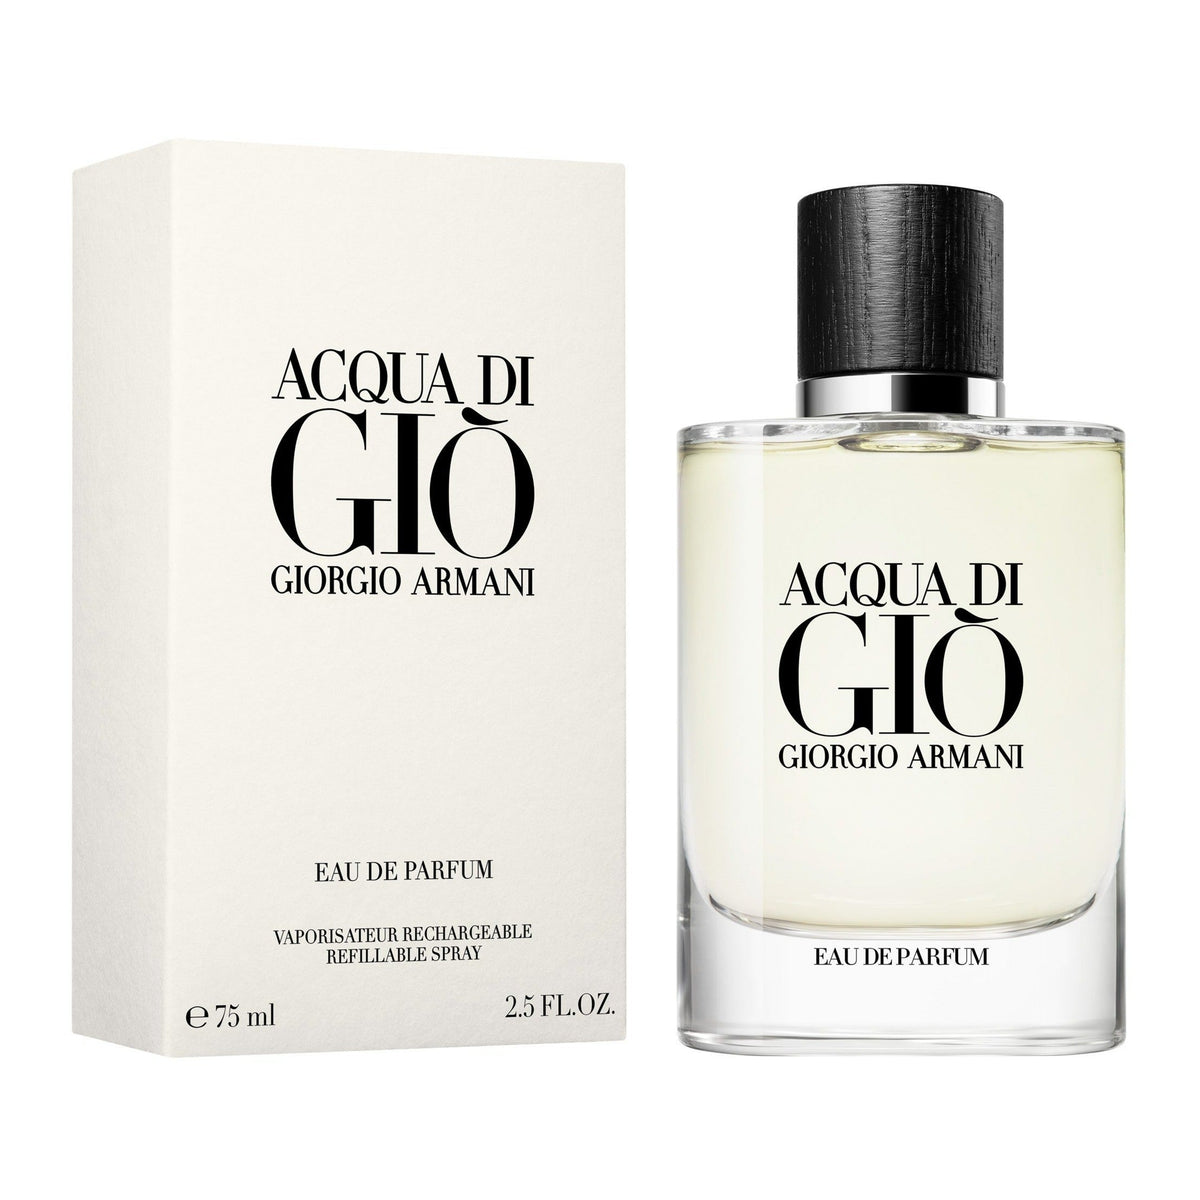 ACQUA DI
GIÒ
GIORGIO ARMANI
EAU DE PARFUM
VAPORISATEUR RECHARGEABLE
REFILLABLE SPRAY
℮ 75 ml
2.5 FL.OZ.
ACQUA DI
GIÒ
GIORGIO ARMANI
EAU DE PARFUM